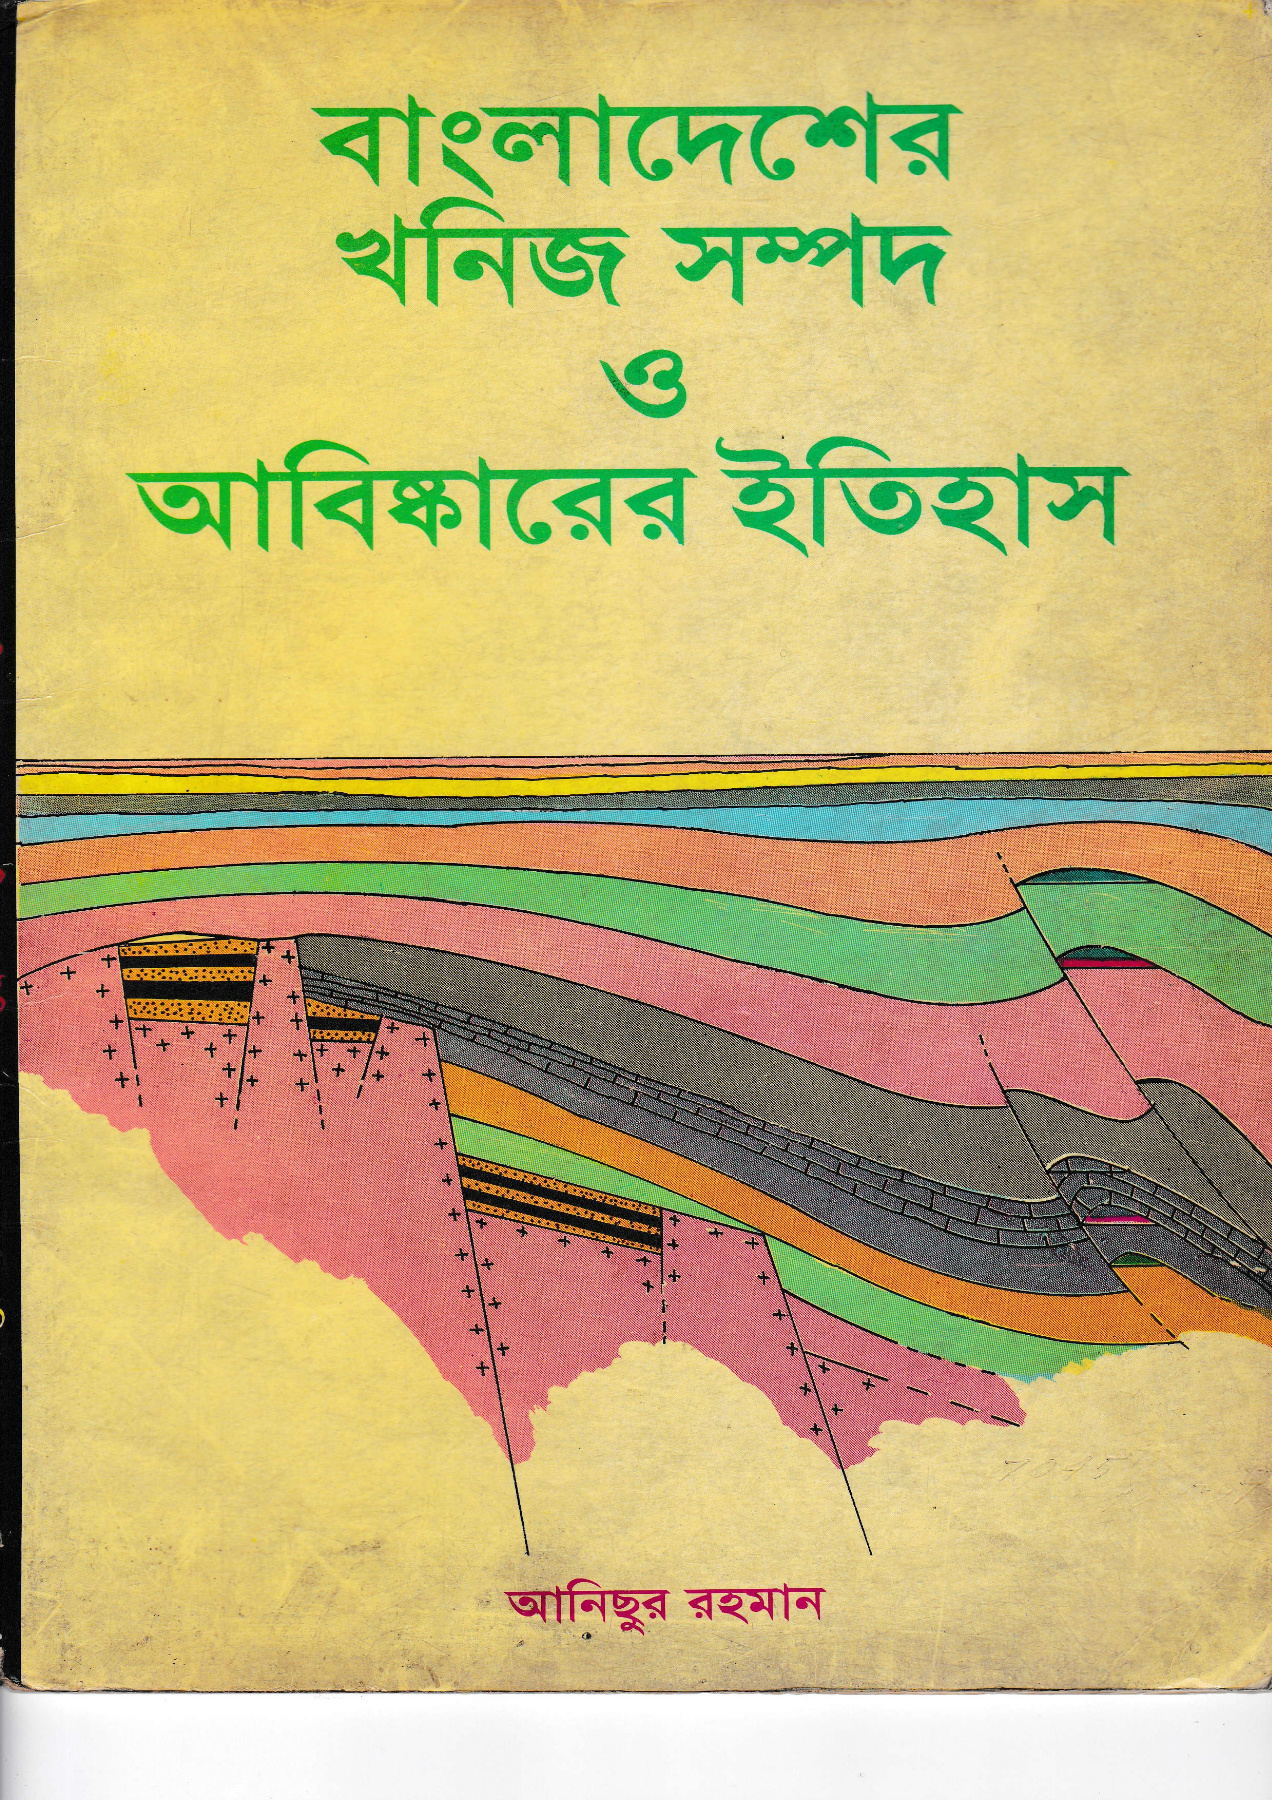 বাংলাদেশের
খনিজ সম্পদ
ও
আবিষ্কারের ইতিহাস
আনিছুর রহমান